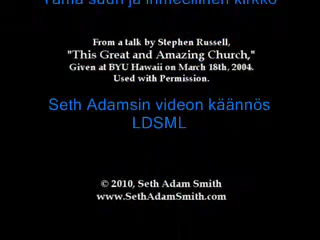 Tämä suuri ja ihmeellinen kirkko
From a talk by Stephen Russell,
"This Great and Amazing Church,"
Given at BYU Hawaii on March 18th, 2004.
Used with Permission.
Seth Adamsin videon käännös
LDSML
© 2010, Seth Adam Smith
www.SethAdamSmith.com